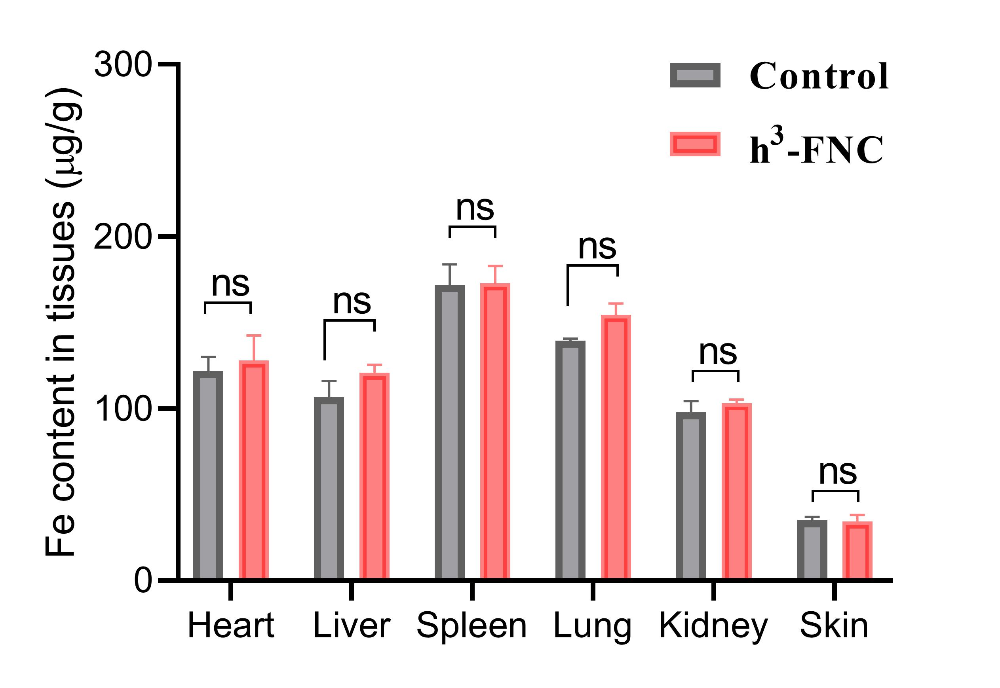 Fe content in tissues (μg/g)
300
200
100
0
Control
h³-FNC
ns
ns
ns
ns
ns
ns
Heart
Liver
Spleen
Lung
Kidney
Skin